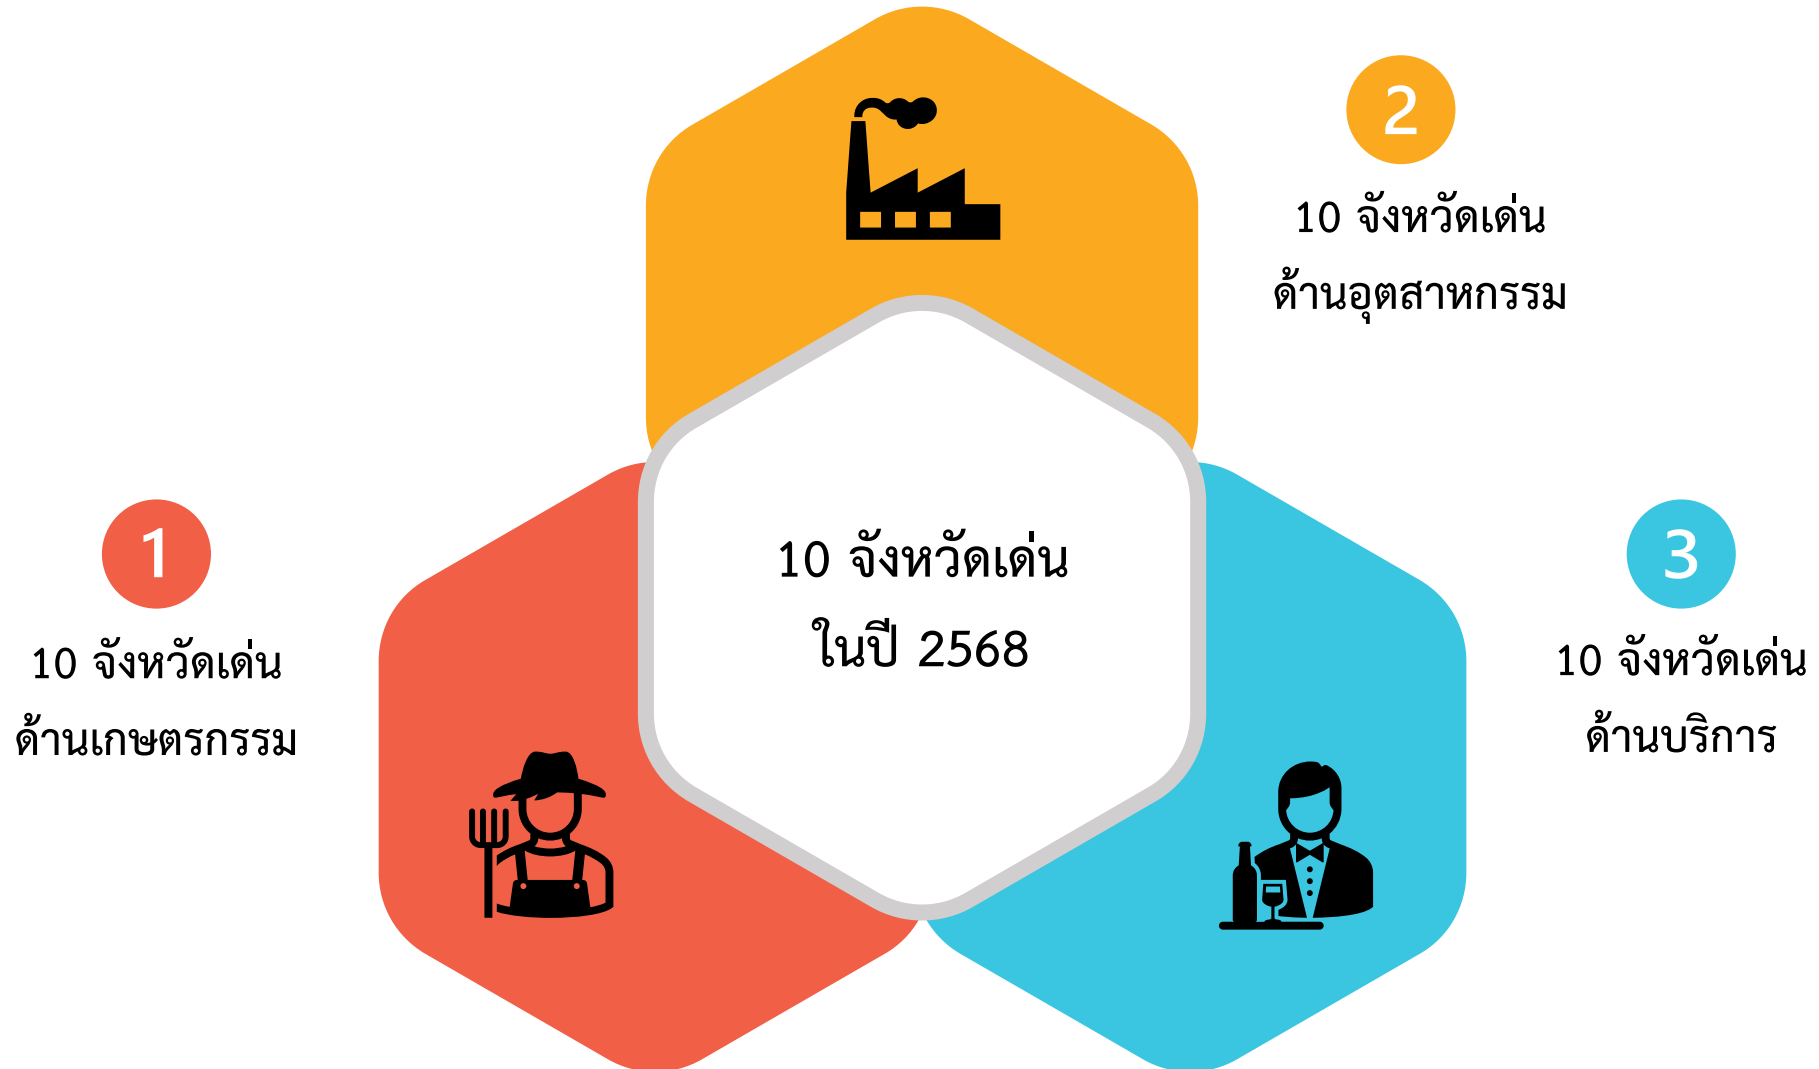 10 จังหวัดเด่น
ในปี 2568
1
10 จังหวัดเด่น
ด้านเกษตรกรรม
2
10 จังหวัดเด่น
ด้านอุตสาหกรรม
3
10 จังหวัดเด่น
ด้านบริการ